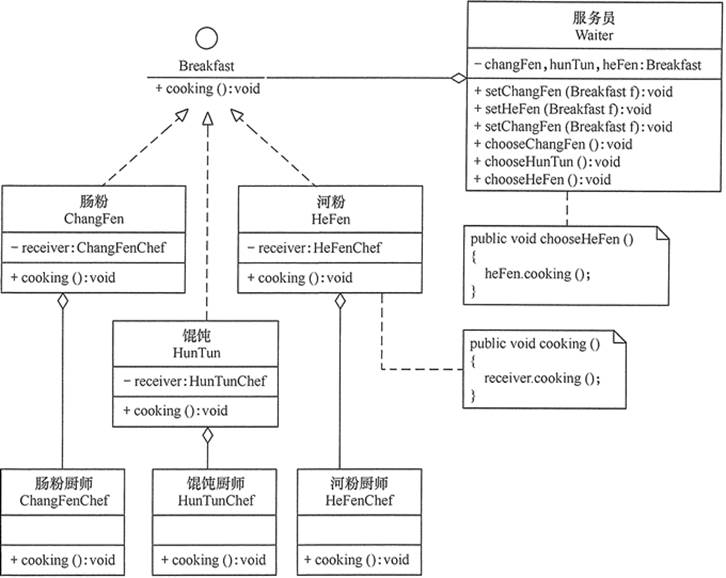 Breakfast
+ cooking ():void
服务员
Waiter
- changFen,hunTun,heFen:Breakfast
+ setChangFen (Breakfast f):void
+ setHeFen (Breakfast f):void
+ setChangFen (Breakfast f):void
+ chooseChangFen ():void
+ chooseHunTun ():void
+ chooseHeFen ():void
肠粉
ChangFen
- receiver:ChangFenChef
+ cooking ():void
河粉
HeFen
- receiver:HeFenChef
+ cooking ():void
public void chooseHeFen ()
{
heFen.cooking ();
}
馄饨
HunTun
- receiver:HunTunChef
+ cooking ():void
public void cooking ()
{
receiver.cooking ();
}
肠粉厨师
ChangFenChef
+ cooking ():void
馄饨厨师
HunTunChef
+ cooking ():void
河粉厨师
HeFenChef
+ cooking ():void